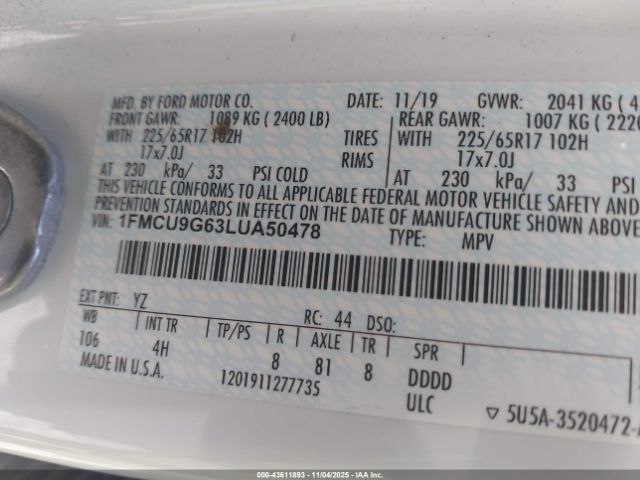 MFD. BY FORD MOTOR CO. DATE: 11/19 GVWR: 2041 KG (
FRONT GAWR: 1089 KG ( 2400 LB) REAR GAWR: 1007 KG (
WITH 225/65R17 102H TIRES WITH 225/65R17 102H
17x7.0J RIMS 17x7.0J
AT 230 kPa/ 33 PSI COLD AT 230 kPa/ 33 PSI
THIS VEHICLE CONFORMS TO ALL APPLICABLE FEDERAL MOTOR VEHICLE SAFETY AND
PREVENTION STANDARDS IN EFFECT ON THE DATE OF MANUFACTURE SHOWN ABOVE.
VIN: 1FMCU9G63LUA50478 TYPE: MPV
EXT PNT: YZ RC: 44 DSO:
WB INT TR TP/PS R AXLE TR SPR
106 4H 8 81 8 DDDD
MADE IN U.S.A. 1201911277735 ULC
▽ 5U5A-3520472-
000-43611893 - 11/04/2025 - IAAI.com - Copyright